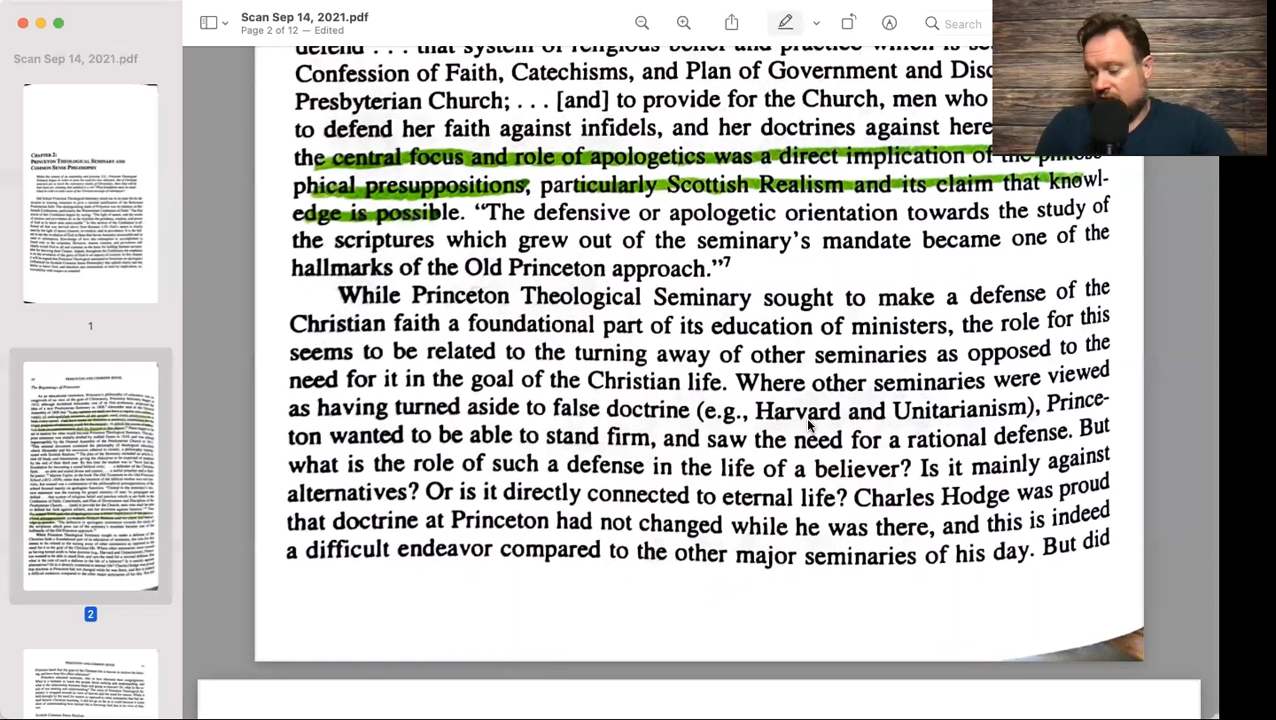 Scan Sep 14, 2021.pdf
Page 2 of 12 — Edited
Search
Scan Sep 14, 2021.pdf
CHAPTER 2:
PRINCETON THEOLOGICAL SEMINARY AND
COMMON SENSE PHILOSOPHY
1
2
defend . . . that system of religious belief and practice which is se
Confession of Faith, Catechisms, and Plan of Government and Disc
Presbyterian Church; . . . [and] to provide for the Church, men who
to defend her faith against infidels, and her doctrines against here
the central focus and role of apologetics was a direct implication of the philoso-
phical presuppositions, particularly Scottish Realism and its claim that knowl-
edge is possible. “The defensive or apologetic orientation towards the study of
the scriptures which grew out of the seminary’s mandate became one of the
hallmarks of the Old Princeton approach.”7
While Princeton Theological Seminary sought to make a defense of the
Christian faith a foundational part of its education of ministers, the role for this
seems to be related to the turning away of other seminaries as opposed to the
need for it in the goal of the Christian life. Where other seminaries were viewed
as having turned aside to false doctrine (e.g., Harvard and Unitarianism), Prince-
ton wanted to be able to stand firm, and saw the need for a rational defense. But
what is the role of such a defense in the life of a believer? Is it mainly against
alternatives? Or is it directly connected to eternal life? Charles Hodge was proud
that doctrine at Princeton had not changed while he was there, and this is indeed
a difficult endeavor compared to the other major seminaries of his day. But did